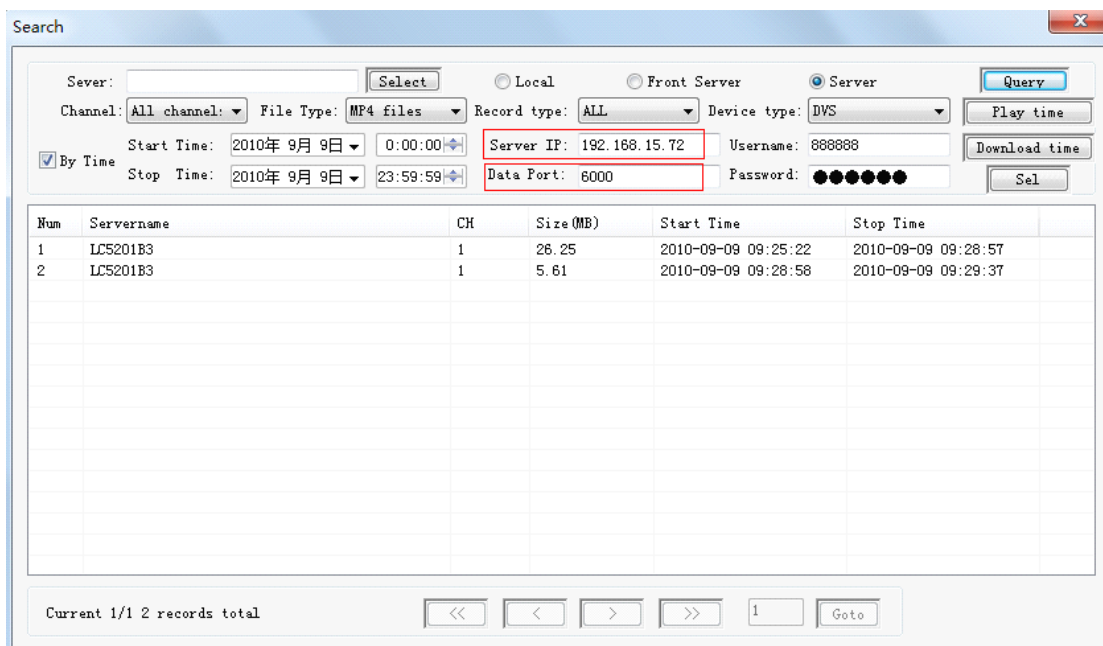 Search
Sever: Select Local Front Server Server Query
Channel: All channel: File Type: MP4 files Record type: ALL Device type: DVS Play time
By Time Start Time: 2010年 9月 9日 0:00:00 Server IP: 192.168.15.72 Username: 888888 Download time
Stop Time: 2010年 9月 9日 23:59:59 Data Port: 6000 Password: ●●●●●● Sel
Num Servername CH Size(MB) Start Time Stop Time
1 LC5201B3 1 26.25 2010-09-09 09:25:22 2010-09-09 09:28:57
2 LC5201B3 1 5.61 2010-09-09 09:28:58 2010-09-09 09:29:37
Current 1/1 2 records total << < > >> 1 Goto